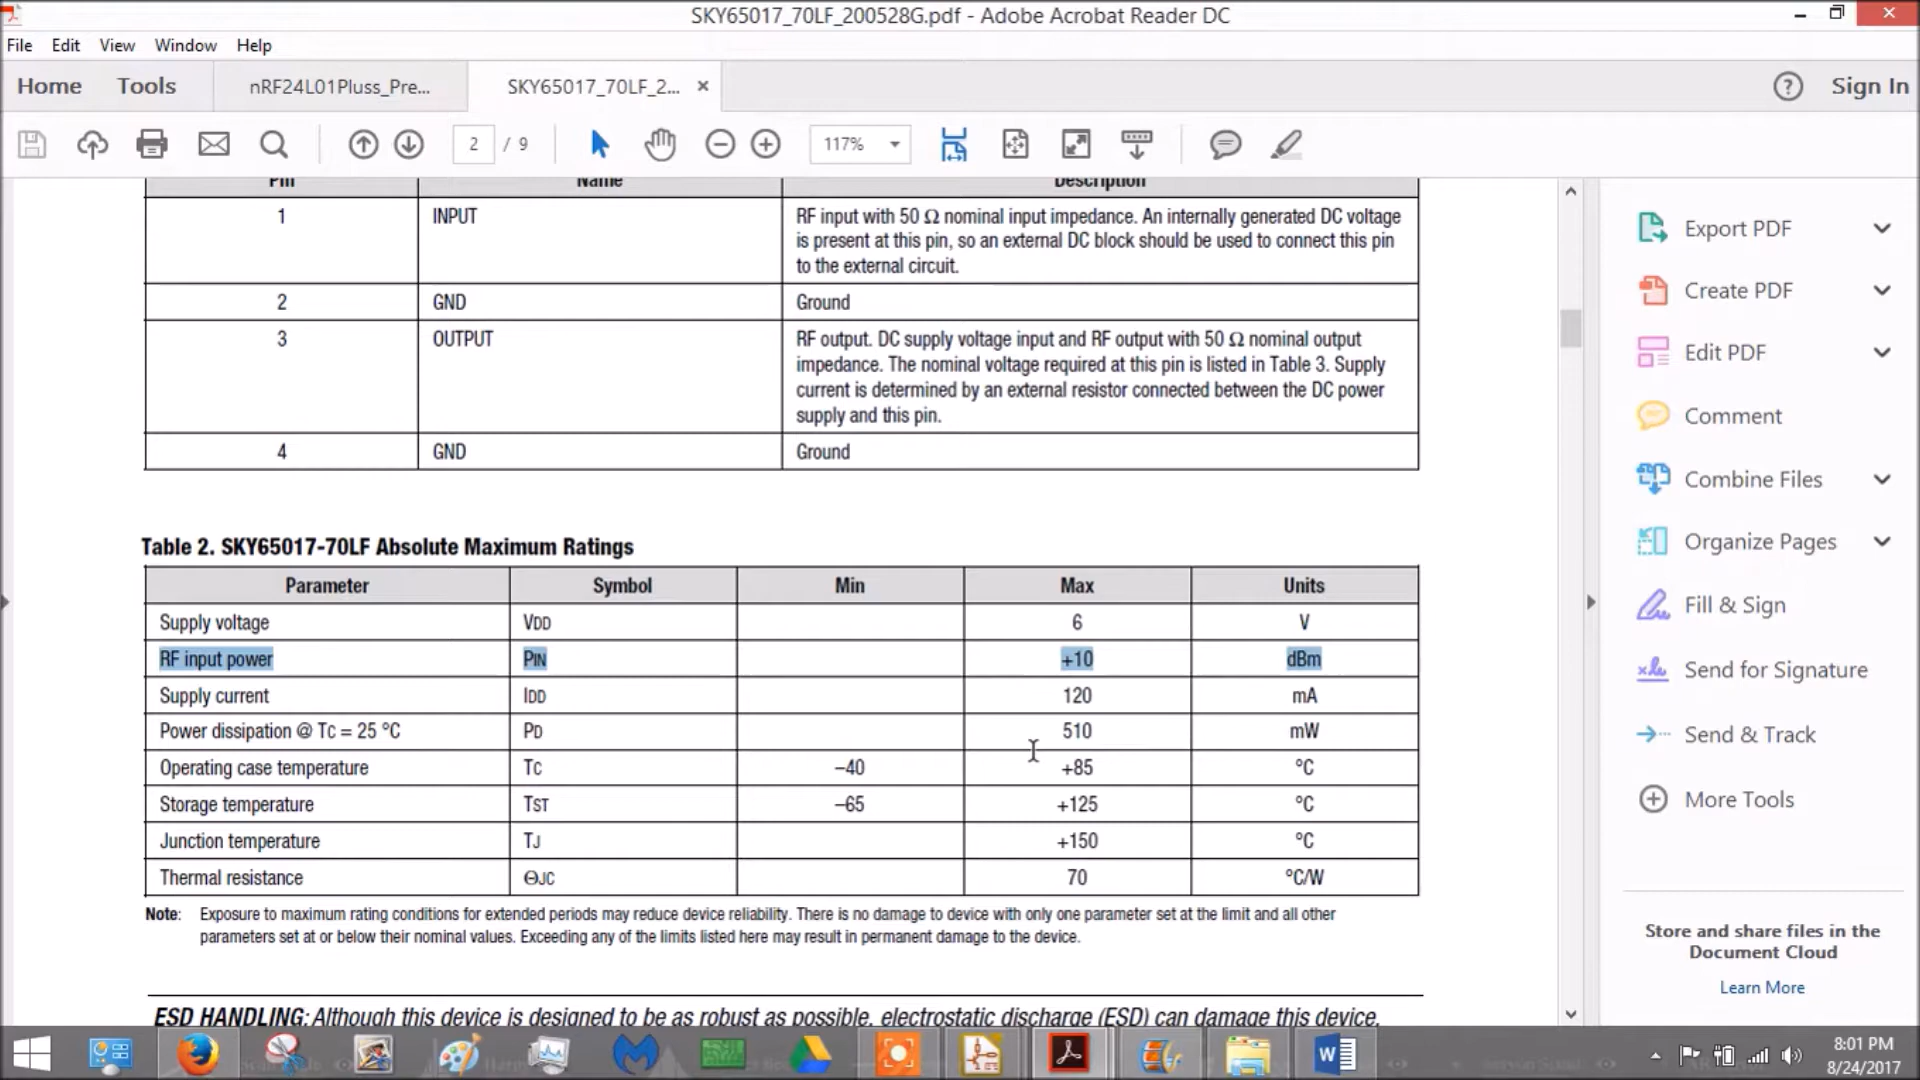 SKY65017_70LF_200528G.pdf - Adobe Acrobat Reader DC
File Edit View Window Help
Home Tools nRF24L01Pluss_Pre... SKY65017_70LF_2... × ? Sign In
2 / 9 117%
Pin Name Description
1 INPUT RF input with 50 Ω nominal input impedance. An internally generated DC voltage
is present at this pin, so an external DC block should be used to connect this pin
to the external circuit.
2 GND Ground
3 OUTPUT RF output. DC supply voltage input and RF output with 50 Ω nominal output
impedance. The nominal voltage required at this pin is listed in Table 3. Supply
current is determined by an external resistor connected between the DC power
supply and this pin.
4 GND Ground
Table 2. SKY65017-70LF Absolute Maximum Ratings
Parameter Symbol Min Max Units
Supply voltage VDD 6 V
RF input power PIN +10 dBm
Supply current IDD 120 mA
Power dissipation @ TC = 25 °C PD 510 mW
Operating case temperature TC –40 +85 °C
Storage temperature TST –65 +125 °C
Junction temperature TJ +150 °C
Thermal resistance ΘJC 70 °C/W
Note: Exposure to maximum rating conditions for extended periods may reduce device reliability. There is no damage to device with only one parameter set at the limit and all other
parameters set at or below their nominal values. Exceeding any of the limits listed here may result in permanent damage to the device.
ESD HANDLING: Although this device is designed to be as robust as possible, electrostatic discharge (ESD) can damage this device.
Export PDF
Create PDF
Edit PDF
Comment
Combine Files
Organize Pages
Fill & Sign
Send for Signature
Send & Track
More Tools
Store and share files in the
Document Cloud
Learn More
8:01 PM
8/24/2017